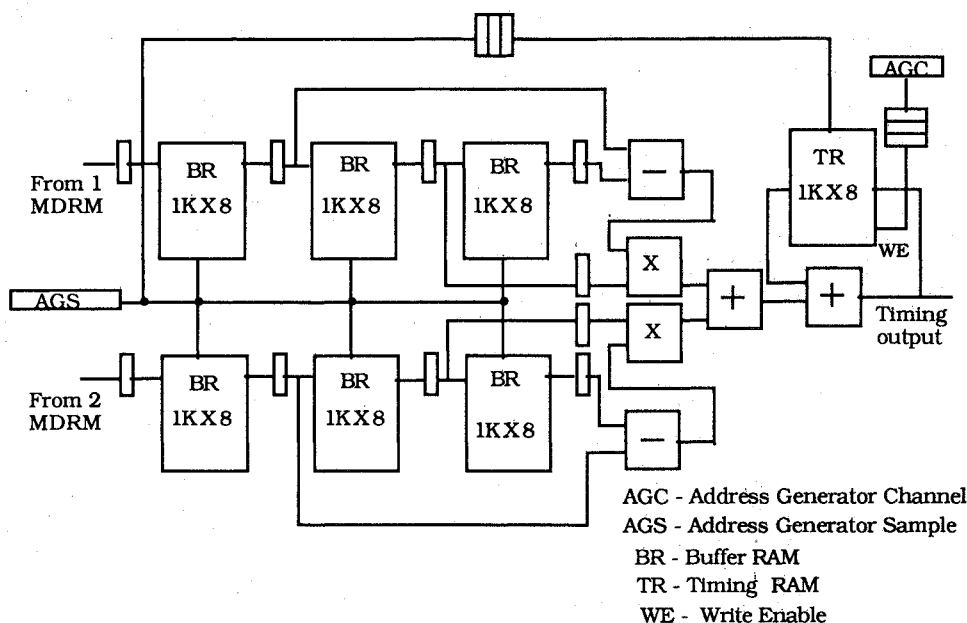 AGC
BR
1KX8
BR
1KX8
BR
1KX8
TR
1KX8
From 1
MDRM
WE
X
AGS
Timing
output
X
From 2
MDRM
BR
1KX8
BR
1KX8
BR
1KX8
AGC - Address Generator Channel
AGS - Address Generator Sample
BR - Buffer RAM
TR - Timing RAM
WE - Write Enable